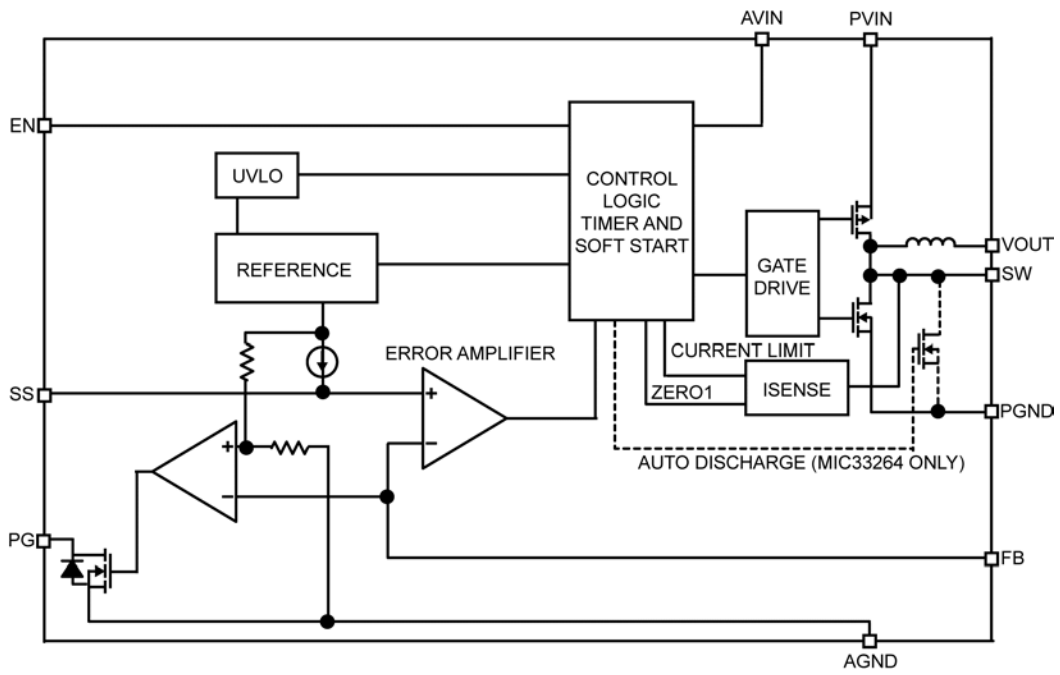 AVIN
PVIN
EN
UVLO
CONTROL
LOGIC
TIMER AND
SOFT START
REFERENCE
GATE
DRIVE
VOUT
SW
ERROR AMPLIFIER
CURRENT LIMIT
ISENSE
ZERO1
SS
+
−
PGND
AUTO DISCHARGE (MIC33264 ONLY)
+
−
PG
FB
AGND